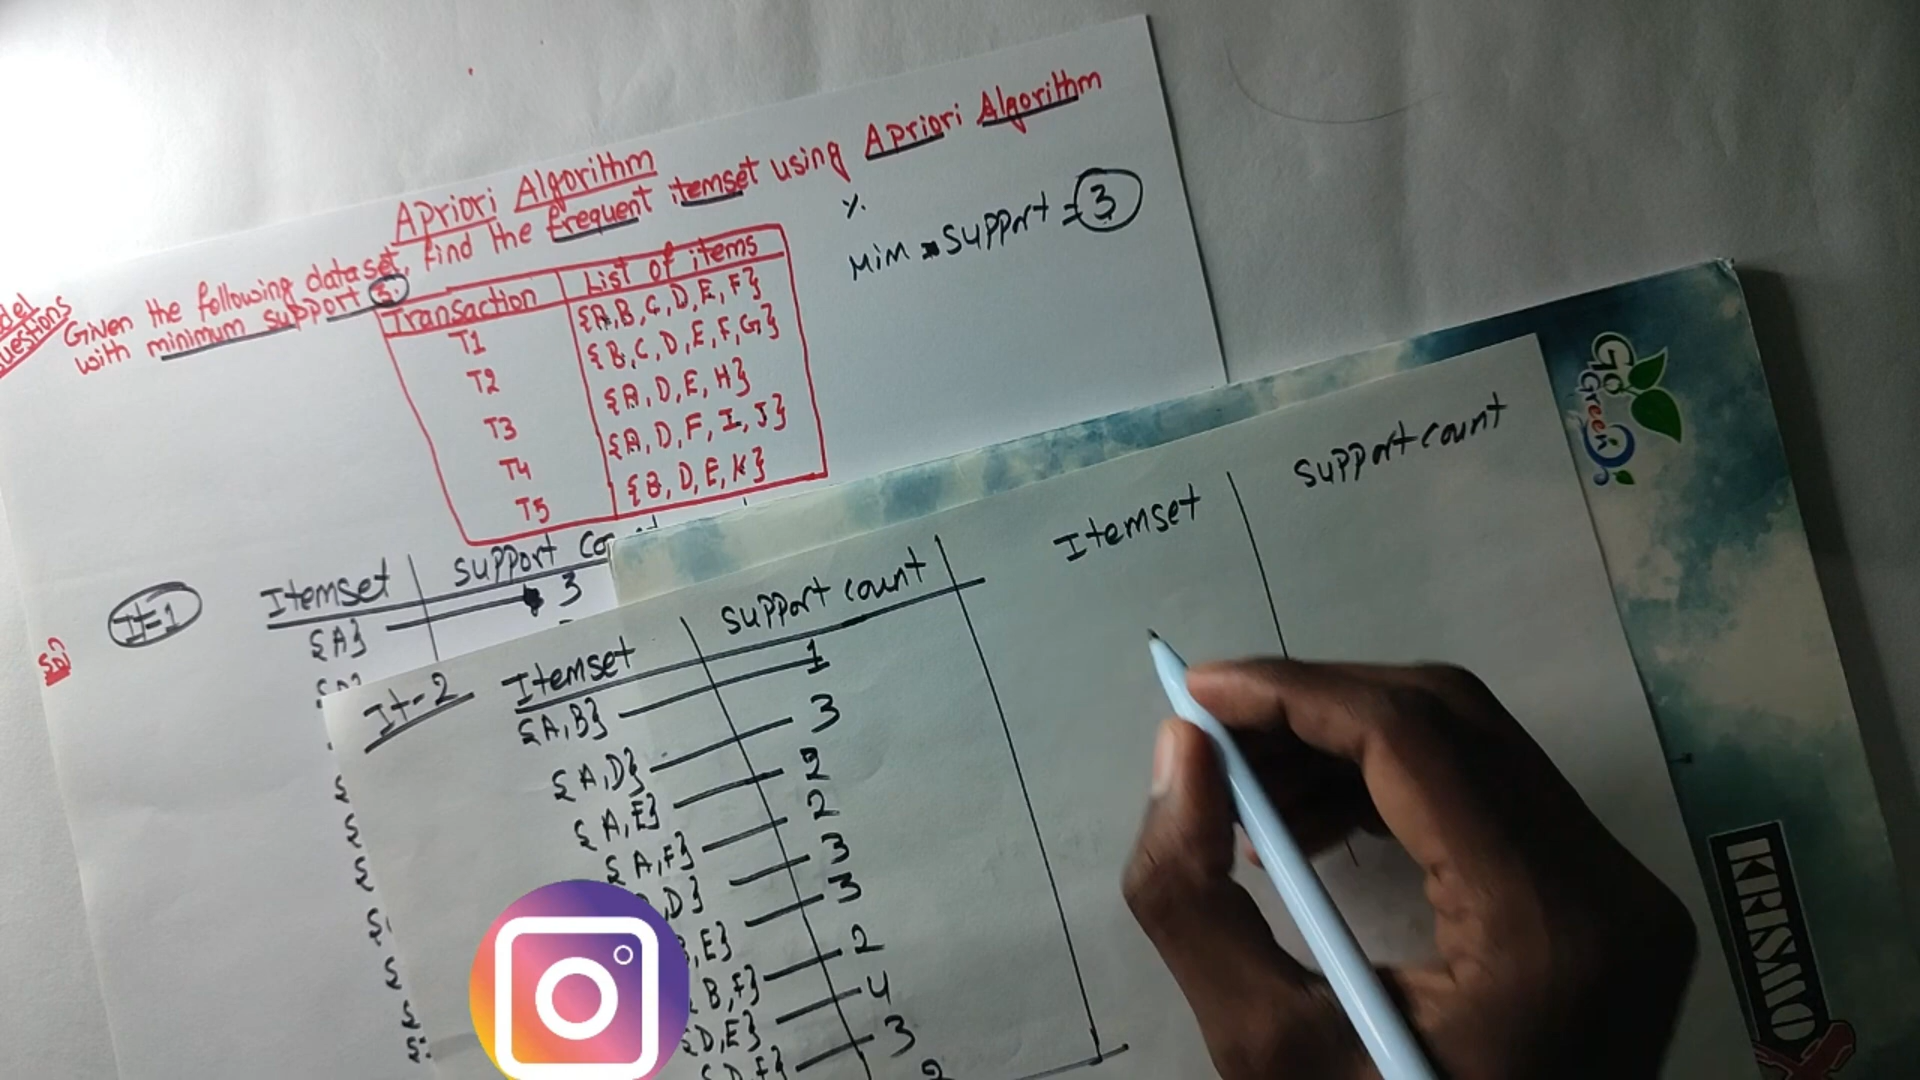 Apriori Algorithm
Given the following dataset, find the frequent itemset using Apriori Algorithm
with minimum support 3.
Transaction List of items
T1 {A,B,C,D,E,F}
T2 {B,C,D,E,F,G}
T3 {A,D,E,H}
T4 {A,D,F,I,J}
T5 {B,D,E,K}
%
Min support = 3
It=1 Itemset support
{A} 3
It-2 Itemset support count
{A,B} 1
{A,D} 3
{A,E} 2
{A,F} 2
,D} 3
,E} 3
B,F} 2
{D,E} 4
{D,F} 3
2
Itemset support count
Go Green
KRISMO